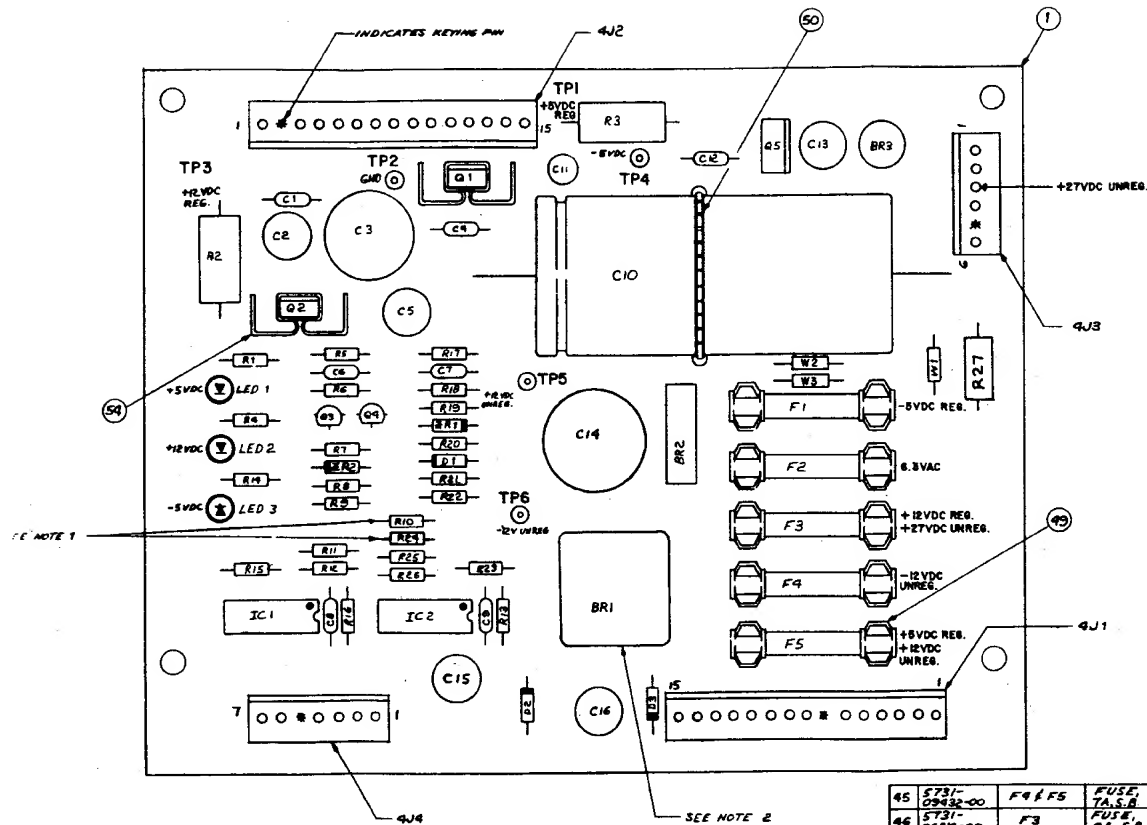 INDICATES KEYING PIN
4J2
50
1
TP1
+5VDC
REG
1
15
R3
-5VDC
TP4
C11
C12
Q5
C13
BR3
1
6
+27VDC UNREG.
4J3
TP3
+12VDC
REG.
TP2
GND
Q1
C1
C2
C3
C4
R2
Q2
C5
C10
54
R1
R5
R17
C6
C7
R6
R18
+5VDC
LED 1
R19
+12VDC
UNREG.
TP5
R4
Q3
Q4
ZR1
R20
+12VDC
LED 2
R7
D1
ZR2
R21
R14
R8
R22
R9
-5VDC
LED 3
C14
BR2
W2
W3
W1
R27
F1
-5VDC REG.
F2
6.3VAC
F3
+12VDC REG.
+27VDC UNREG.
49
F4
-12VDC
UNREG.
F5
+5VDC REG.
+12VDC
UNREG.
4J1
TP6
-12V UNREG
NOTE 1
R10
R24
R11
R25
R15
R12
R26
R23
IC1
C8
R16
IC2
C9
R13
BR1
C15
D2
C16
D3
15
1
7
1
4J4
SEE NOTE 2
45
5731-
09432-00
F4 & F5
FUSE,
7A, S.B.
46
5731-
F3
FUSE,